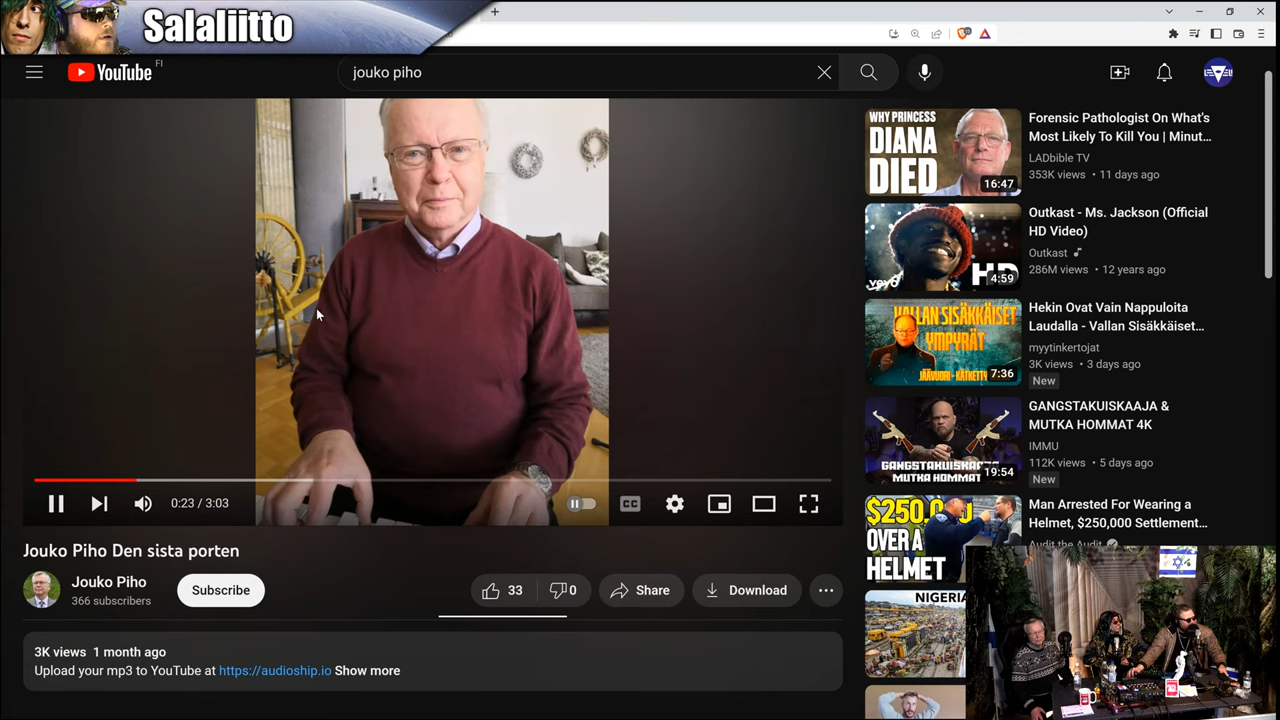 Salaliitto
YouTube FI
jouko piho
WHY PRINCESS
DIANA
DIED
16:47
Forensic Pathologist On What's
Most Likely To Kill You | Minut…
LADbible TV
353K views • 11 days ago
vevo
HD
4:59
Outkast - Ms. Jackson (Official
HD Video)
Outkast
286M views • 12 years ago
VALLAN SISÄKKÄISET
YMPYRÄT
7:36
Hekin Ovat Vain Nappuloita
Laudalla - Vallan Sisäkkäiset…
myytinkertojat
3K views • 3 days ago
New
GANGSTAKUISKAAJA
MUTKA HOMMAT
19:54
GANGSTAKUISKAAJA &
MUTKA HOMMAT 4K
IMMU
112K views • 5 days ago
New
$250,0
OVER A
HELMET
Man Arrested For Wearing a
Helmet, $250,000 Settlement…
Audit the Audit
NIGERIA
0:23 / 3:03
CC
Jouko Piho Den sista porten
Jouko Piho
366 subscribers
Subscribe
33
0
Share
Download
3K views 1 month ago
Upload your mp3 to YouTube at https://audioship.io Show more